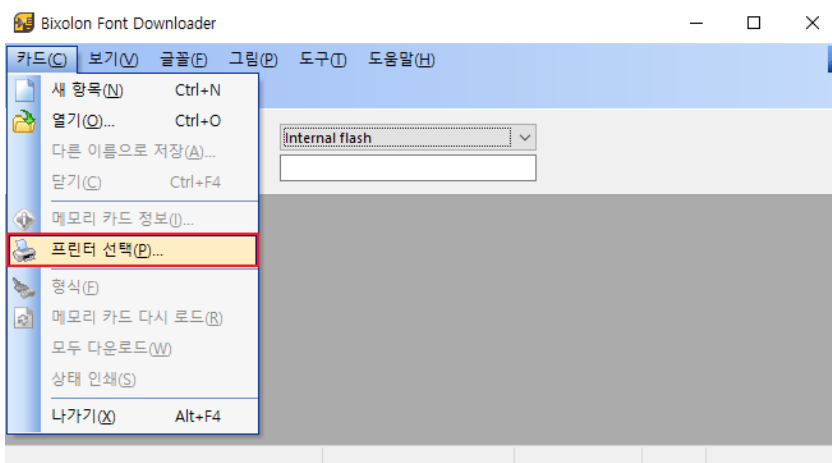 Bixolon Font Downloader
카드(C) 보기(V) 글꼴(F) 그림(P) 도구(T) 도움말(H)
새 항목(N) Ctrl+N
열기(O)... Ctrl+O
Internal flash
다른 이름으로 저장(A)...
닫기(C) Ctrl+F4
메모리 카드 정보(I)...
프린터 선택(P)...
형식(F)
메모리 카드 다시 로드(R)
모두 다운로드(W)
상태 인쇄(S)
나가기(X) Alt+F4